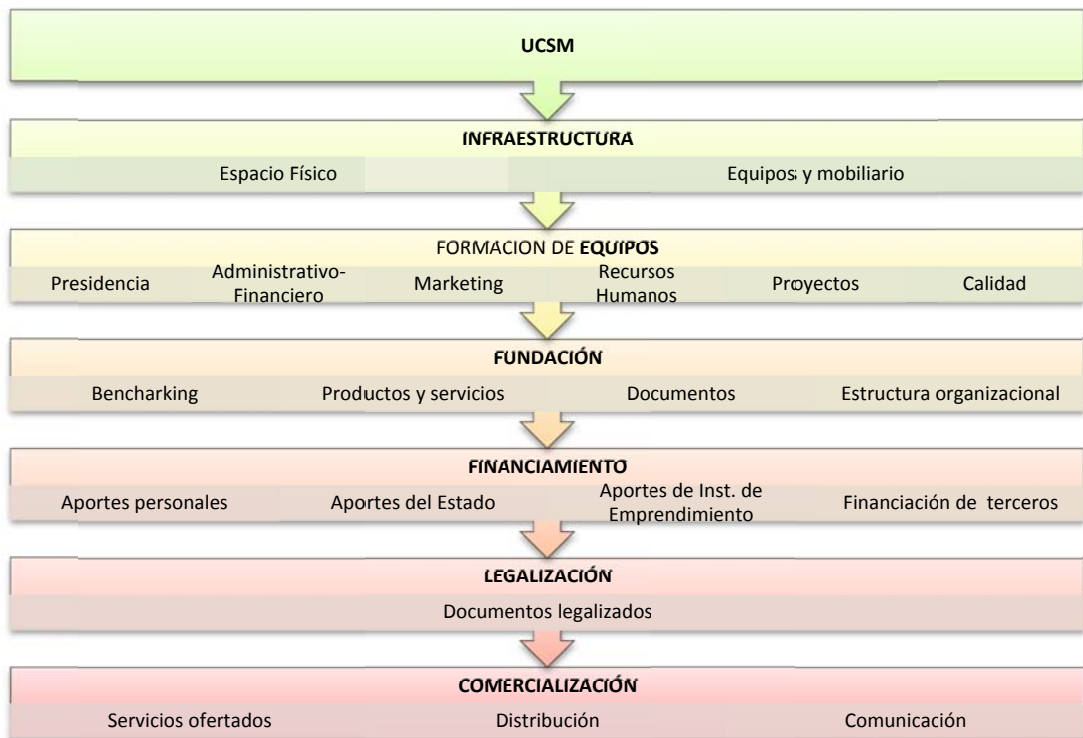 UCSM
INFRAESTRUCTURA
Espacio Físico
Equipos y mobiliario
FORMACION DE EQUIPOS
Presidencia
Administrativo-
Financiero
Marketing
Recursos
Humanos
Proyectos
Calidad
FUNDACIÓN
Bencharking
Productos y servicios
Documentos
Estructura organizacional
FINANCIAMIENTO
Aportes personales
Aportes del Estado
Aportes de Inst. de
Emprendimiento
Financiación de terceros
LEGALIZACIÓN
Documentos legalizados
COMERCIALIZACIÓN
Servicios ofertados
Distribución
Comunicación